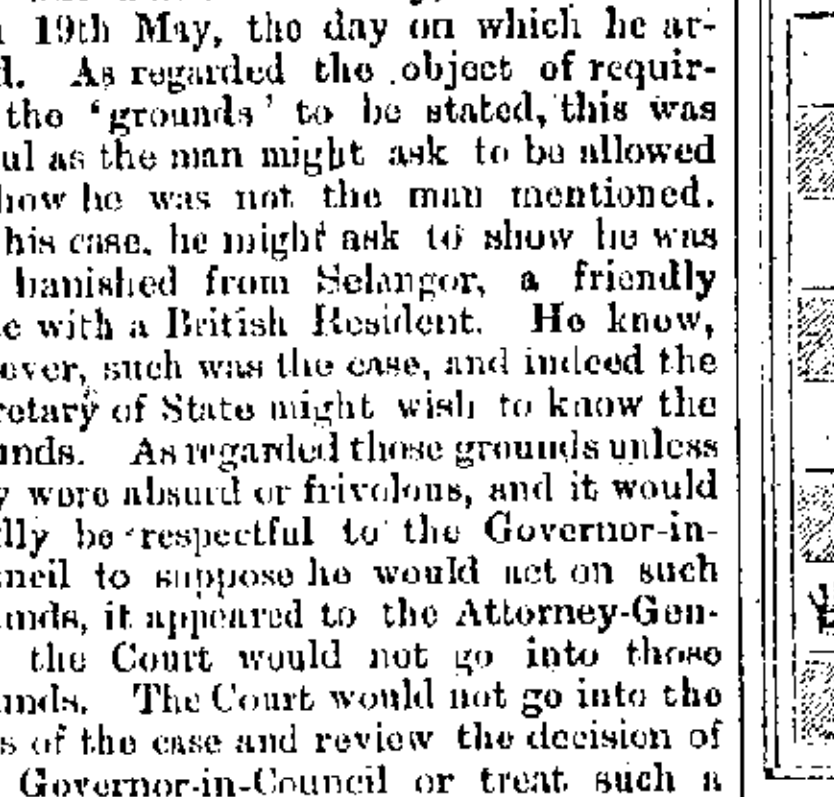 19th May, the day on which he ar-
d. As regarded the object of requir-
the 'grounds' to be stated, this was
ul as the man might ask to be allowed
how he was not the man mentioned.
his case, he might ask to show he was
banished from Selangor, a friendly
e with a British Resident. He know,
ever, such was the case, and indeed the
retary of State might wish to know the
unds. As regarded those grounds unless
y were absurd or frivolous, and it would
lly be respectful to the Governor-in-
ncil to suppose he would act on such
unds, it appeared to the Attorney-Gen-
the Court would not go into those
unds. The Court would not go into the
s of the case and review the decision of
Governor-in-Council or treat such a